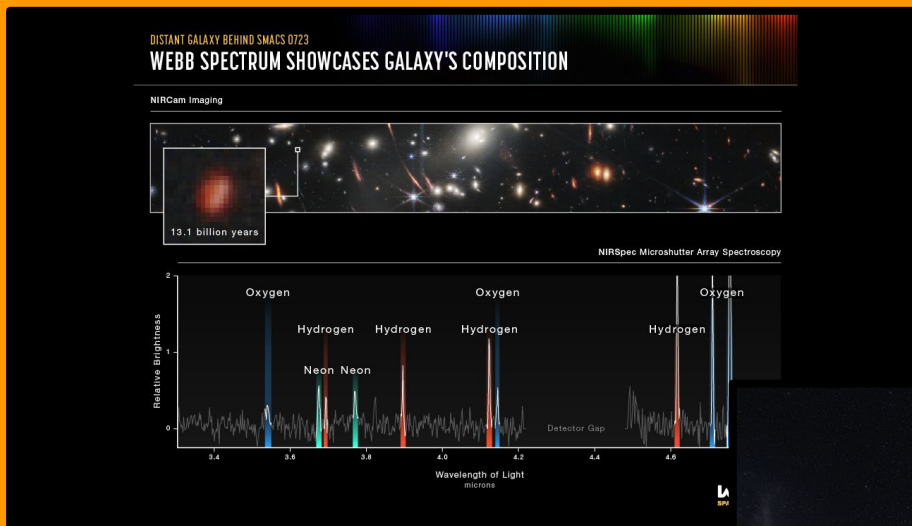 DISTANT GALAXY BEHIND SMACS 0723
WEBB SPECTRUM SHOWCASES GALAXY'S COMPOSITION
NIRCam Imaging
13.1 billion years
NIRSpec Microshutter Array Spectroscopy
2
Oxygen Oxygen Oxygen
Hydrogen Hydrogen Hydrogen Hydrogen
Relative Brightness
1
Neon Neon
0
Detector Gap
3.4 3.6 3.8 4.0 4.2 4.4 4.6
Wavelength of Light
microns